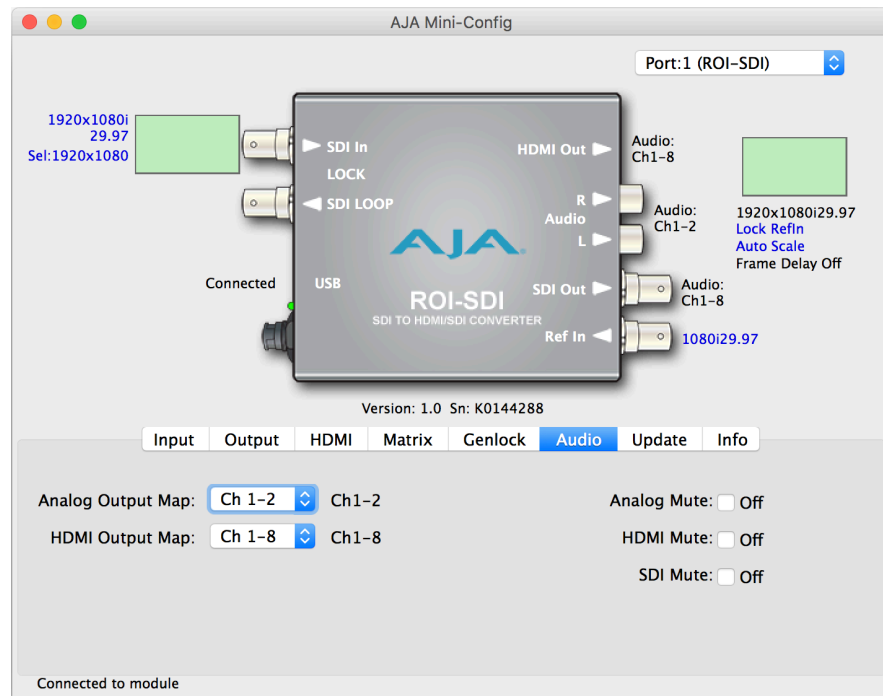 AJA Mini-Config
Port:1 (ROI-SDI)
1920x1080i
29.97
Sel:1920x1080
SDI In
LOCK
SDI LOOP
Connected
USB
HDMI Out
R
Audio
L
SDI Out
Ref In
AJA
ROI-SDI
SDI TO HDMI/SDI CONVERTER
Audio:
Ch1-8
Audio:
Ch1-2
Audio:
Ch1-8
1080i29.97
1920x1080i29.97
Lock RefIn
Auto Scale
Frame Delay Off
Version: 1.0 Sn: K0144288
Input Output HDMI Matrix Genlock Audio Update Info
Analog Output Map: Ch 1-2 Ch1-2
HDMI Output Map: Ch 1-8 Ch1-8
Analog Mute: Off
HDMI Mute: Off
SDI Mute: Off
Connected to module